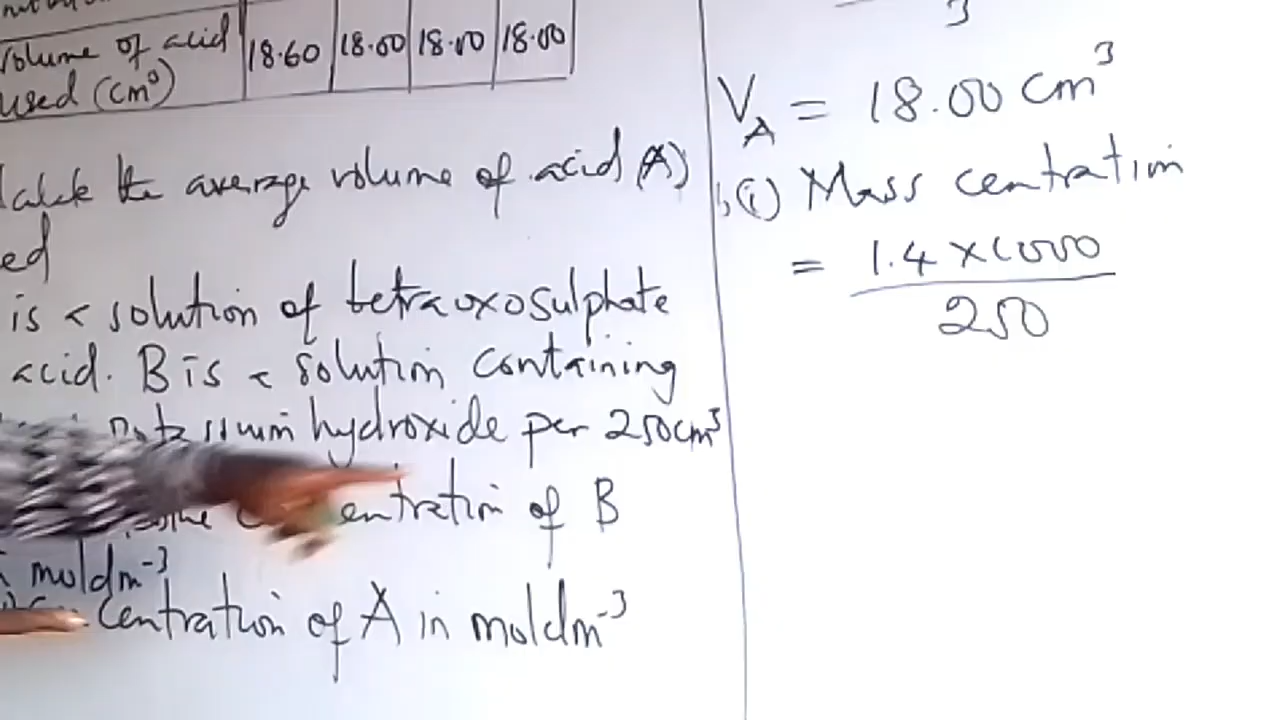 Volume of acid used (cm³) 18.60 18.00 18.00 18.00
the average volume of acid (A)
ed
is a solution of tetraoxosulphate
acid. B is a solution containing
potassium hydroxide per 250cm³
entration of B
moldm⁻³
centration of A in moldm⁻³
3
V_A = 18.00 cm³
(i) Mass centration
= 1.4 x 1000
250